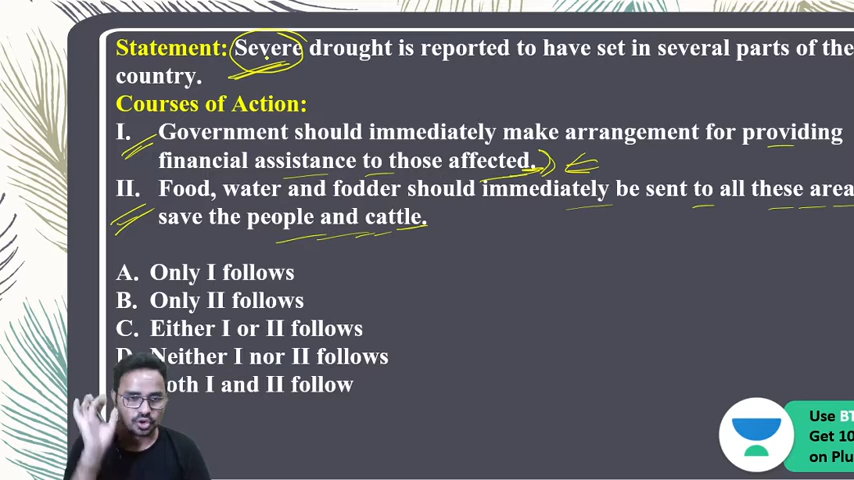 Statement: Severe drought is reported to have set in several parts of the
country.
Courses of Action:
I. Government should immediately make arrangement for providing
financial assistance to those affected.
II. Food, water and fodder should immediately be sent to all these area
save the people and cattle.
A. Only I follows
B. Only II follows
C. Either I or II follows
D. Neither I nor II follows
oth I and II follow
Use BT
Get 10
on Plu